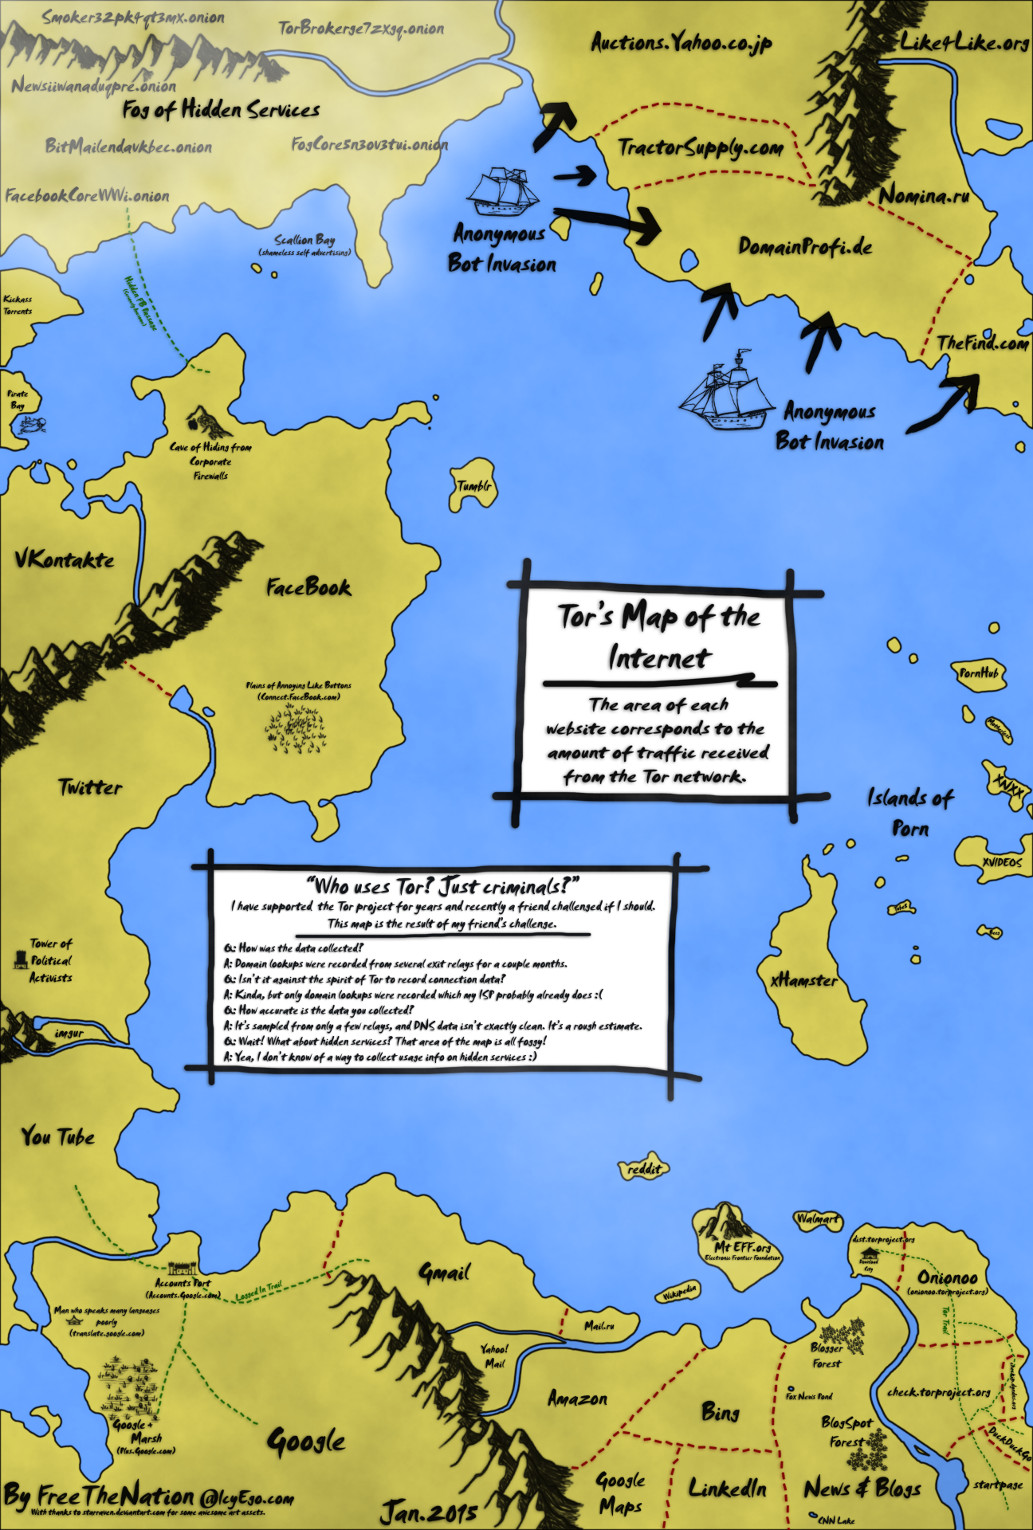 Smoker32pk4qt3mx.onion
TorBrokerge7zxgq.onion
Newsiiwanaduqpre.onion
Fog of Hidden Services
BitMailendavkbec.onion
FogCore5n3ov3tui.onion
FacebookCoreWWi.onion
Scallion Bay
(shameless self advertising)
Auctions.Yahoo.co.jp
Like4Like.org
TractorSupply.com
Nomina.ru
DomainProfi.de
TheFind.com
Anonymous
Bot Invasion
Anonymous
Bot Invasion
Kickass
Torrents
Hidden FB Passage
Pirate
Bay
Cave of Hiding from
Corporate
Firewalls
Tumblr
VKontakte
FaceBook
Plains of Annoying Like Buttons
(Connect.FaceBook.com)
Twitter
Tor's Map of the
Internet
The area of each
website corresponds to the
amount of traffic received
from the Tor network.
PornHub
XNXX
Islands of
Porn
XVIDEOS
xHamster
"Who uses Tor? Just criminals?"
I have supported the Tor project for years and recently a friend challenged if I should.
This map is the result of my friend's challenge.
Q: How was the data collected?
A: Domain lookups were recorded from several exit relays for a couple months.
Q: Isn't it against the spirit of Tor to record connection data?
A: Kinda, but only domain lookups were recorded which my ISP probably already does :(
Q: How accurate is the data you collected?
A: It's sampled from only a few relays, and DNS data isn't exactly clean. It's a rough estimate.
Q: Wait! What about hidden services? That area of the map is all foggy!
A: Yea, I don't know of a way to collect usage info on hidden services :)
Tower of
Political
Activists
imgur
You Tube
reddit
Mt EFF.org
Electronic Frontier Foundation
Walmart
Wikipedia
dist.torproject.org
Download
City
Onionoo
(onionoo.torproject.org)
Tor Trail
check.torproject.org
DuckDuckGo
startpage
Accounts Port
(Accounts.Google.com)
Logged In Trail
Man who speaks many languages
poorly
(translate.google.com)
Google+
Marsh
(Plus.Google.com)
Google
Gmail
Yahoo!
Mail
Mail.ru
Amazon
Bing
Google
Maps
LinkedIn
Blogger
Forest
Fox News Pond
BlogSpot
Forest
News & Blogs
CNN Lake
By FreeTheNation @IcyEgo.com
With thanks to starraven.deviantart.com for some awesome art assets.
Jan.2015